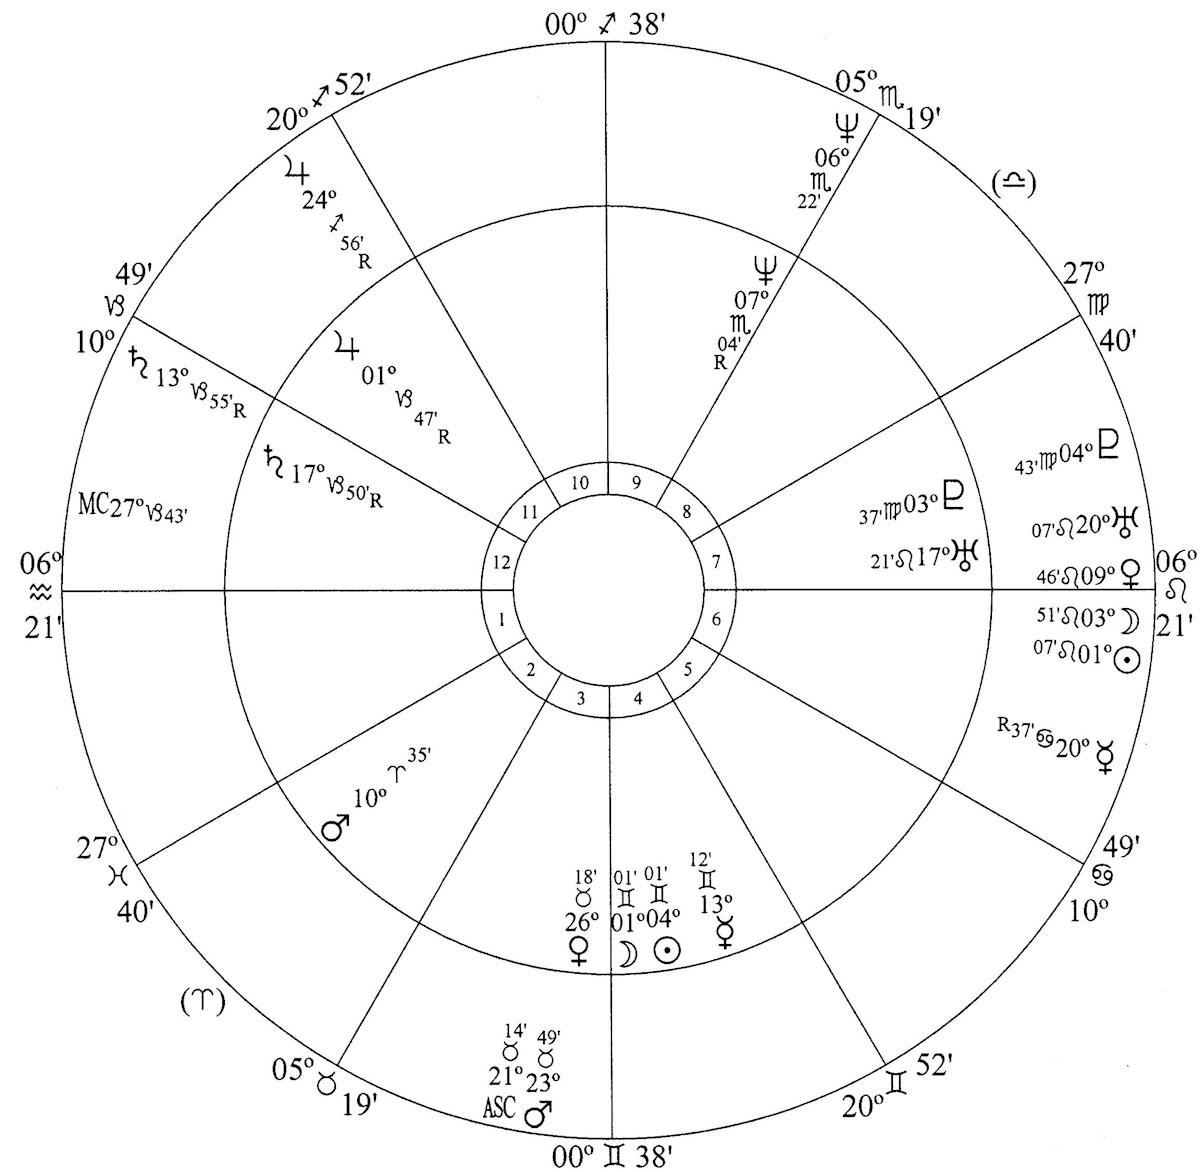 00° ♐ 38'
20° ♐ 52'
05° ♏ 19'
(♎)
♃ 24° ♐ 56' R
♆ 06° ♏ 22'
49' ♑ 10°
27° ♍ 40'
♄ 13° ♑ 55' R
♃ 01° ♑ 47' R
♆ 07° ♏ 04' R
♄ 17° ♑ 50' R
MC 27° ♑ 43'
43' ♍ 04° ♇
37' ♍ 03° ♇
07' ♌ 20° ♅
21' ♌ 17° ♅
46' ♌ 09° ♀
06° ♒ 21'
06° ♌ 21'
10 9
11 8
12 7
1 6
2 5
3 4
51' ♌ 03° ☽
07' ♌ 01° ☉
R 37' ♋ 20° ☿
♂ 10° ♈ 35'
27° ♓ 40'
49' ♋ 10°
18' ♉ 26° ♀
01' ♊ 01° ☽
01' ♊ 04° ☉
12' ♊ 13° ☿
(♈)
14' ♉ 21° ASC
49' ♉ 23° ♂
05° ♉ 19'
52' ♊ 20°
00° ♊ 38'